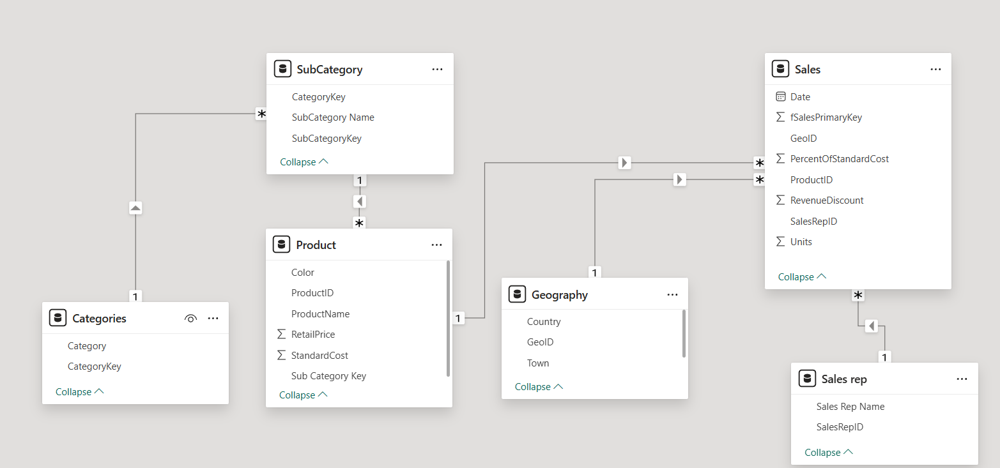 SubCategory
CategoryKey
SubCategory Name
SubCategoryKey
Collapse
Sales
Date
fSalesPrimaryKey
GeoID
PercentOfStandardCost
ProductID
RevenueDiscount
SalesRepID
Units
Collapse
*
1
*
*
*
Product
Color
ProductID
ProductName
RetailPrice
StandardCost
Sub Category Key
Collapse
1
1
Geography
Country
GeoID
Town
Collapse
1
Categories
Category
CategoryKey
Collapse
*
1
Sales rep
Sales Rep Name
SalesRepID
Collapse